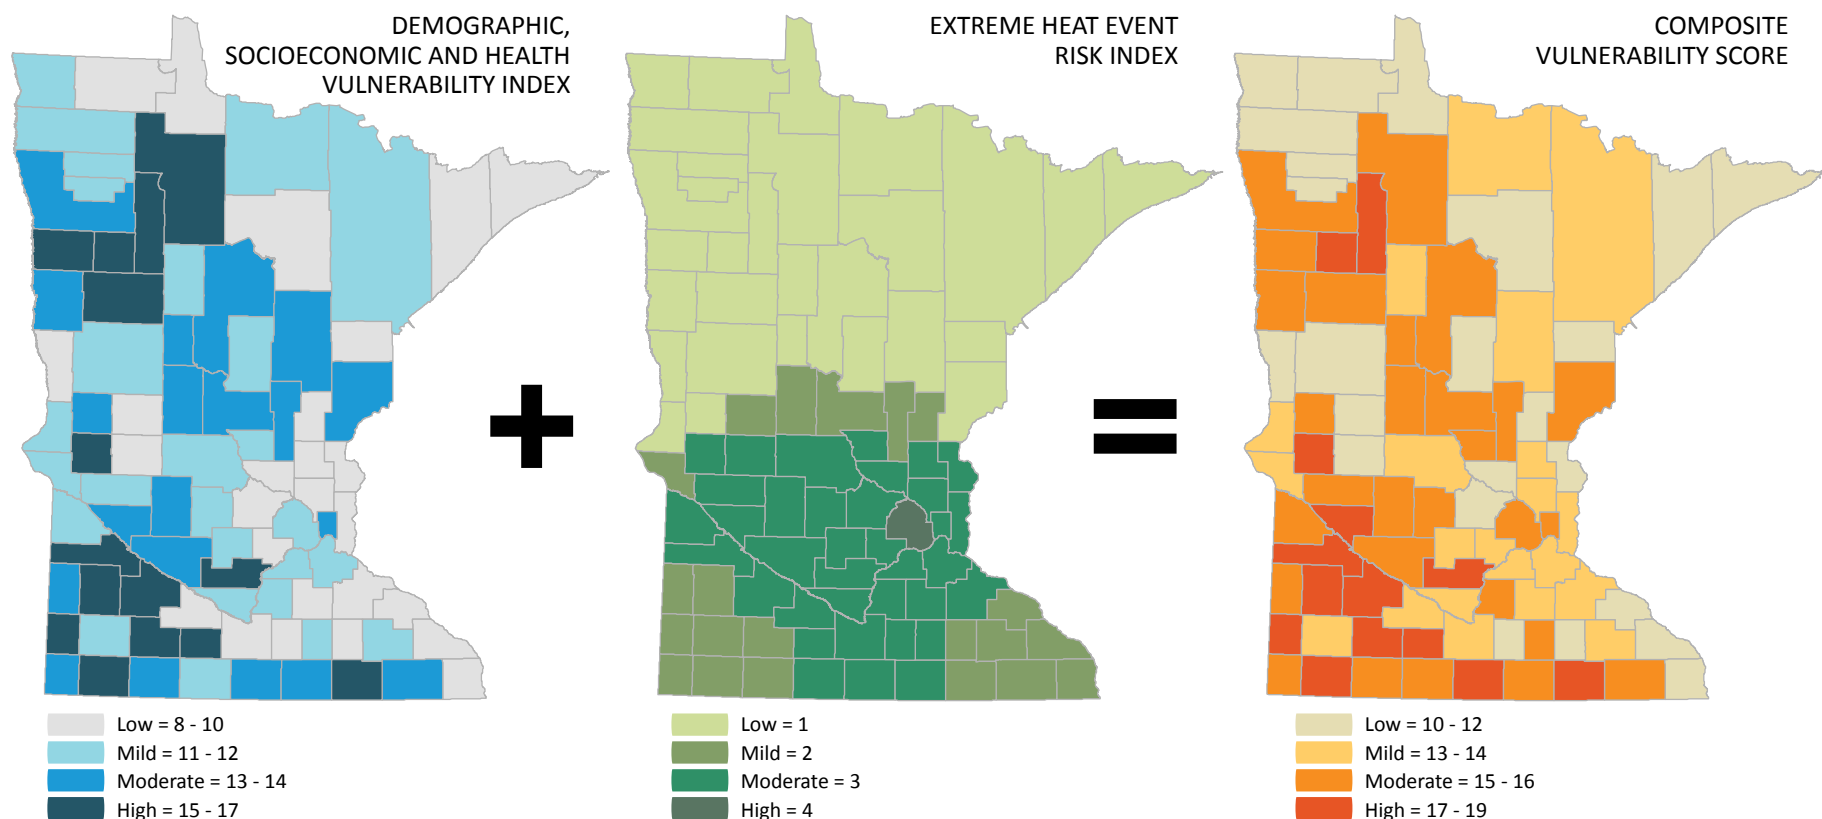 DEMOGRAPHIC,
SOCIOECONOMIC AND HEALTH
VULNERABILITY INDEX
Low = 8 - 10
Mild = 11 - 12
Moderate = 13 - 14
High = 15 - 17
+
EXTREME HEAT EVENT
RISK INDEX
Low = 1
Mild = 2
Moderate = 3
High = 4
=
COMPOSITE
VULNERABILITY SCORE
Low = 10 - 12
Mild = 13 - 14
Moderate = 15 - 16
High = 17 - 19